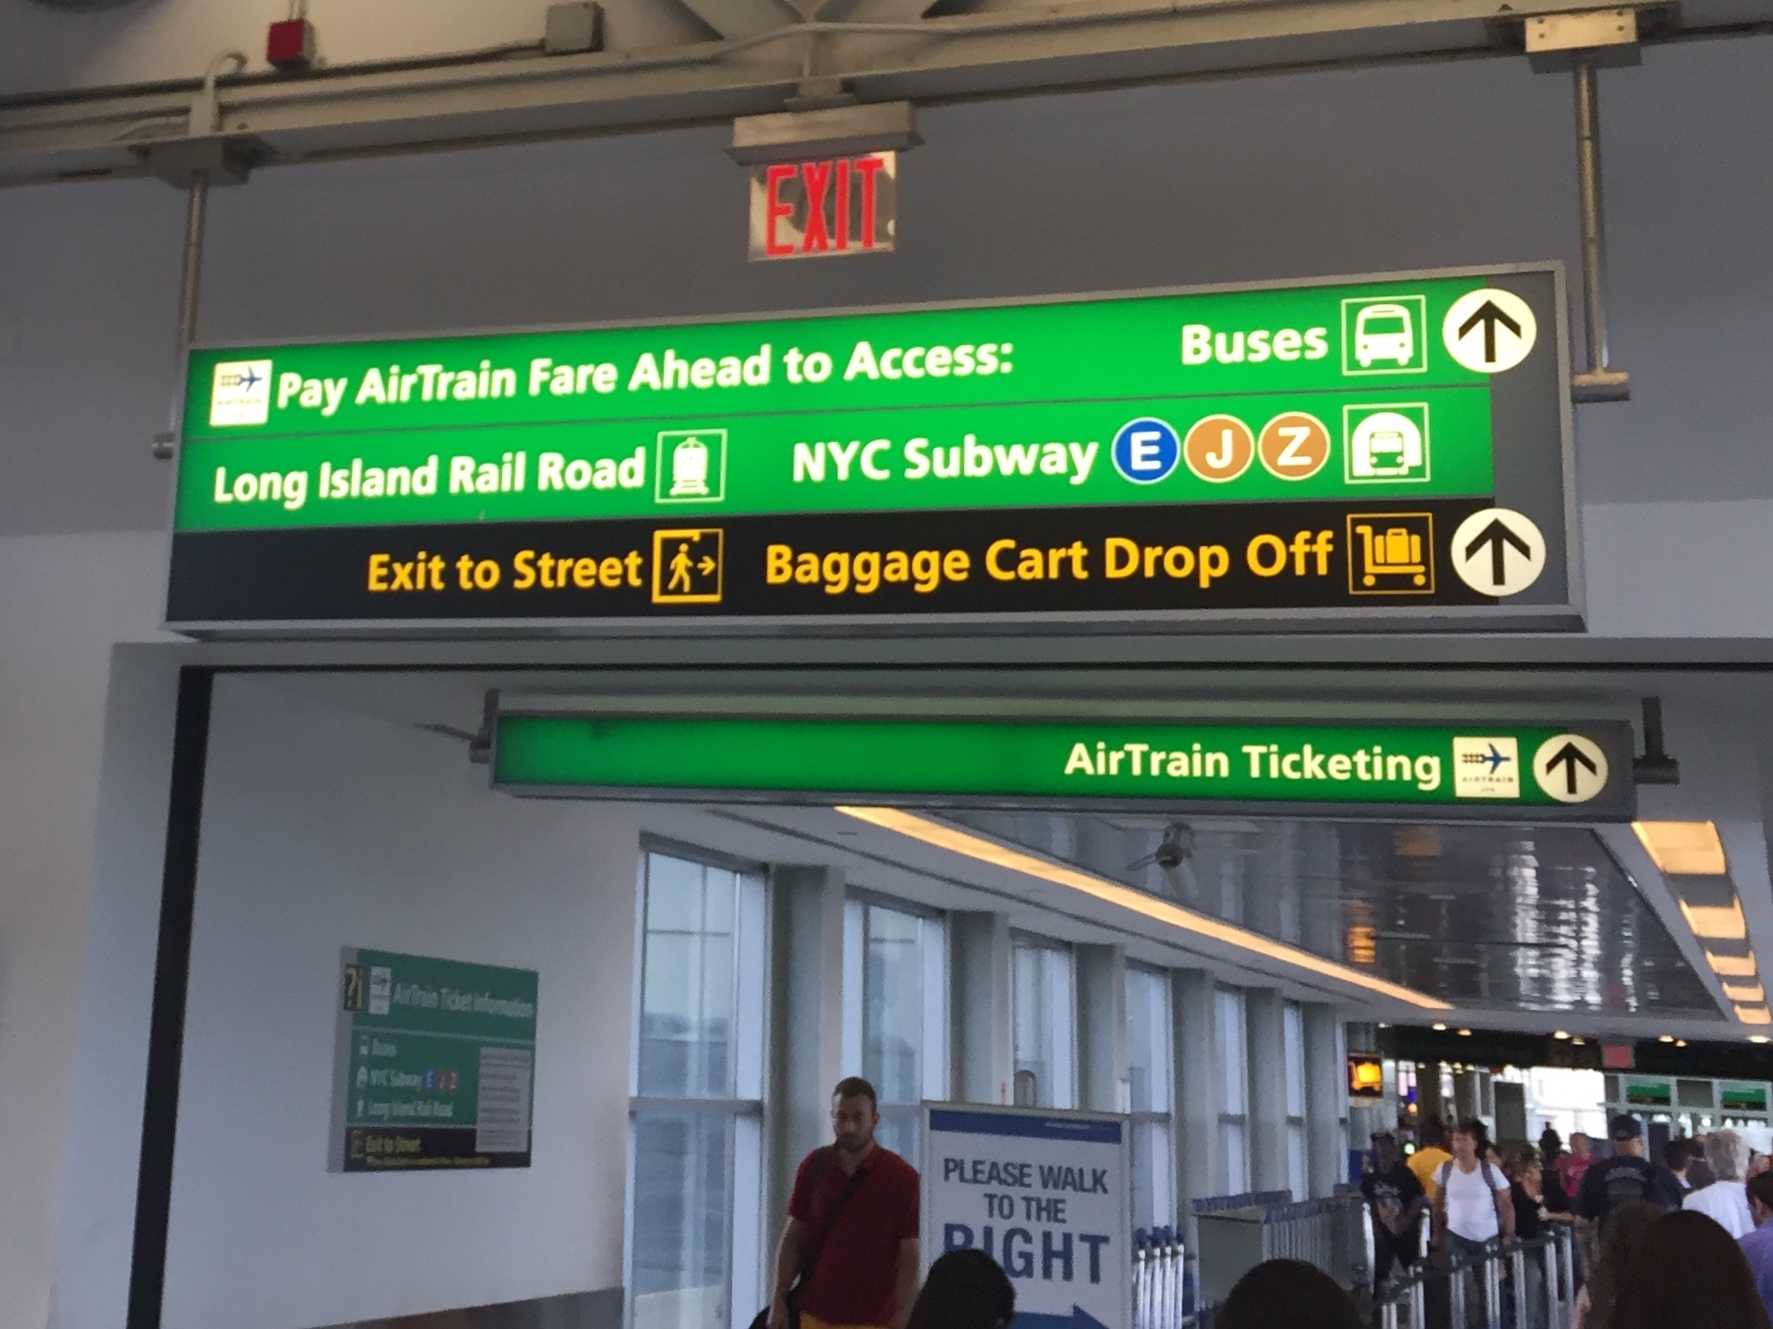 EXIT
Pay AirTrain Fare Ahead to Access: Buses
Long Island Rail Road NYC Subway E J Z
Exit to Street Baggage Cart Drop Off
AirTrain Ticketing
AIRTRAIN
?i AirTrain Ticket Information
Buses
NYC Subway E J Z
Long Island Rail Road
Exit to Street
PLEASE WALK
TO THE
RIGHT